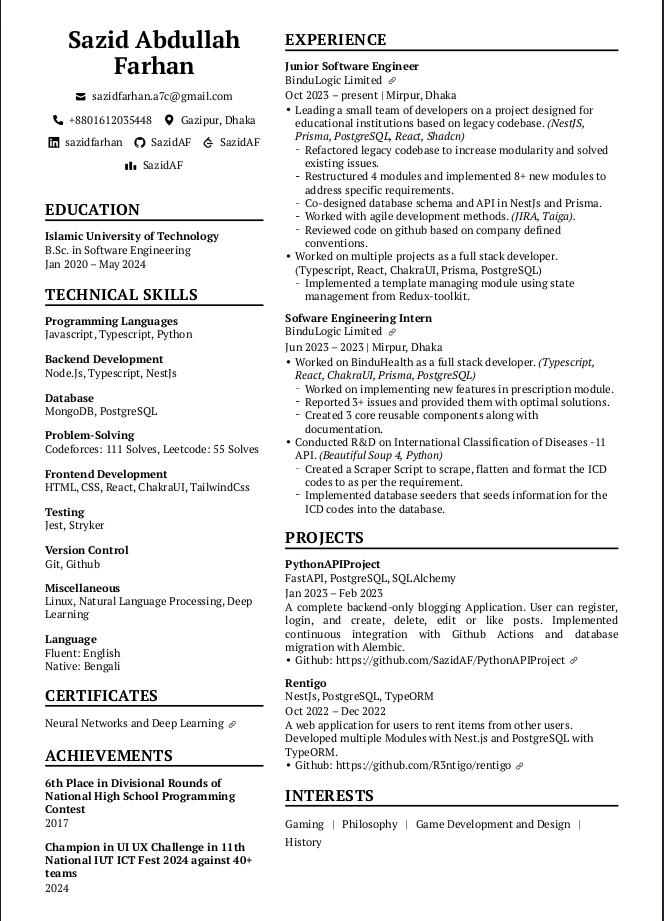 Sazid Abdullah
Farhan
sazidfarhan.a7c@gmail.com
+8801612035448 Gazipur, Dhaka
sazidfarhan SazidAF SazidAF
SazidAF
EDUCATION
Islamic University of Technology
B.Sc. in Software Engineering
Jan 2020 – May 2024
TECHNICAL SKILLS
Programming Languages
Javascript, Typescript, Python
Backend Development
Node.Js, Typescript, NestJs
Database
MongoDB, PostgreSQL
Problem-Solving
Codeforces: 111 Solves, Leetcode: 55 Solves
Frontend Development
HTML, CSS, React, ChakraUI, TailwindCss
Testing
Jest, Stryker
Version Control
Git, Github
Miscellaneous
Linux, Natural Language Processing, Deep
Learning
Language
Fluent: English
Native: Bengali
CERTIFICATES
Neural Networks and Deep Learning
ACHIEVEMENTS
6th Place in Divisional Rounds of
National High School Programming
Contest
2017
Champion in UI UX Challenge in 11th
National IUT ICT Fest 2024 against 40+
teams
2024
EXPERIENCE
Junior Software Engineer
BinduLogic Limited
Oct 2023 – present | Mirpur, Dhaka
• Leading a small team of developers on a project designed for
educational institutions based on legacy codebase. (NestJS,
Prisma, PostgreSQL, React, Shadcn)
- Refactored legacy codebase to increase modularity and solved
existing issues.
- Restructured 4 modules and implemented 8+ new modules to
address specific requirements.
- Co-designed database schema and API in NestJs and Prisma.
- Worked with agile development methods. (JIRA, Taiga).
- Reviewed code on github based on company defined
conventions.
• Worked on multiple projects as a full stack developer.
(Typescript, React, ChakraUI, Prisma, PostgreSQL)
- Implemented a template managing module using state
management from Redux-toolkit.
Sofware Engineering Intern
BinduLogic Limited
Jun 2023 – 2023 | Mirpur, Dhaka
• Worked on BinduHealth as a full stack developer. (Typescript,
React, ChakraUI, Prisma, PostgreSQL)
- Worked on implementing new features in prescription module.
- Reported 3+ issues and provided them with optimal solutions.
- Created 3 core reusable components along with
documentation.
• Conducted R&D on International Classification of Diseases -11
API. (Beautiful Soup 4, Python)
- Created a Scraper Script to scrape, flatten and format the ICD
codes to as per the requirement.
- Implemented database seeders that seeds information for the
ICD codes into the database.
PROJECTS
PythonAPIProject
FastAPI, PostgreSQL, SQLAlchemy
Jan 2023 – Feb 2023
A complete backend-only blogging Application. User can register,
login, and create, delete, edit or like posts. Implemented
continuous integration with Github Actions and database
migration with Alembic.
• Github: https://github.com/SazidAF/PythonAPIProject
Rentigo
NestJs, PostgreSQL, TypeORM
Oct 2022 – Dec 2022
A web application for users to rent items from other users.
Developed multiple Modules with Nest.js and PostgreSQL with
TypeORM.
• Github: https://github.com/R3ntigo/rentigo
INTERESTS
Gaming | Philosophy | Game Development and Design |
History